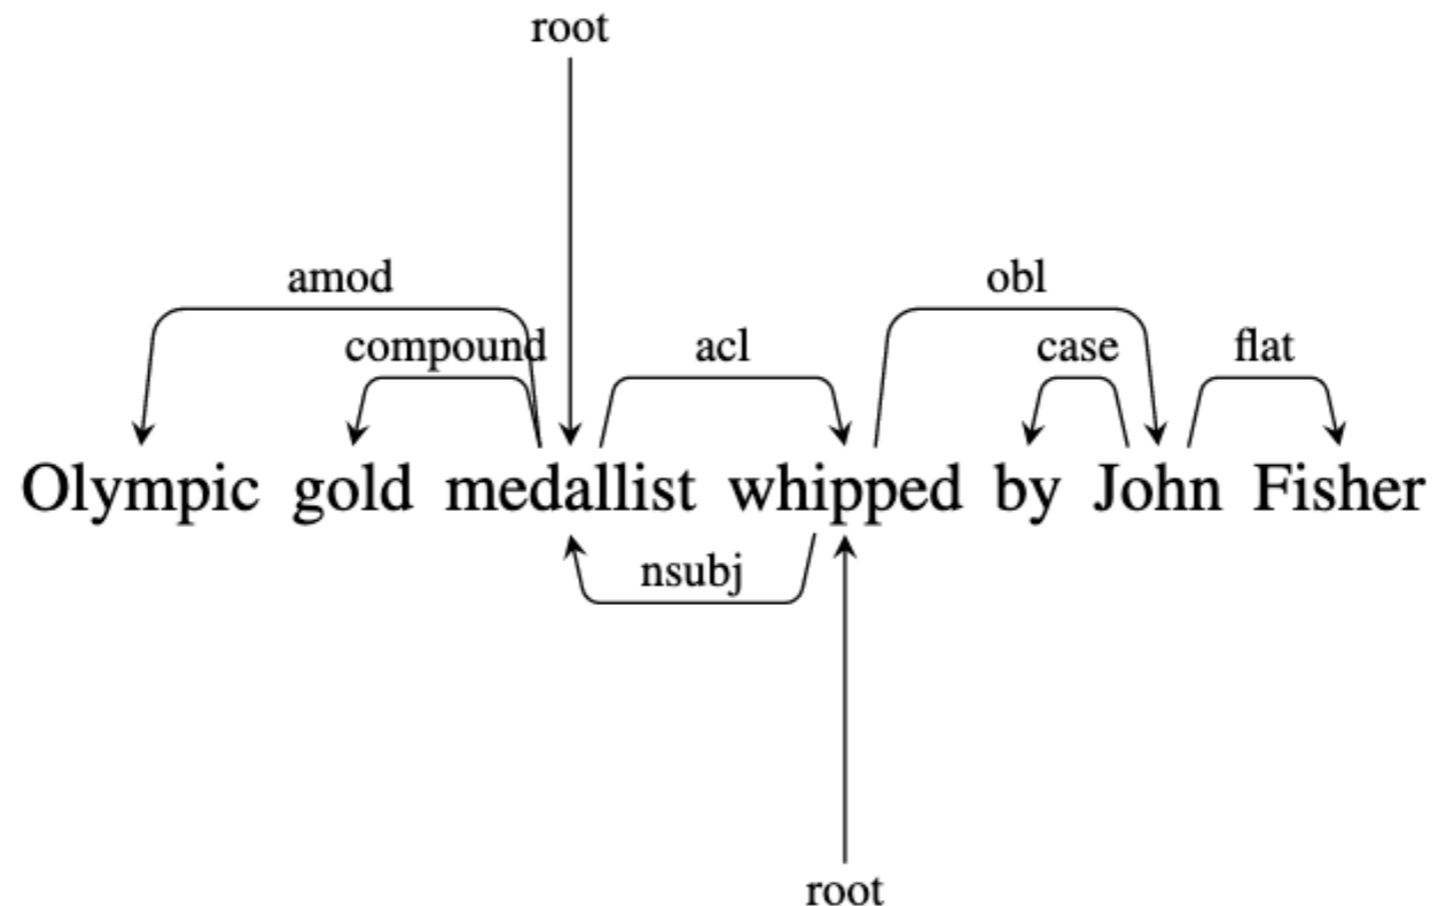 root
amod
obl
compound
acl
case
flat
Olympic gold medallist whipped by John Fisher
nsubj
root